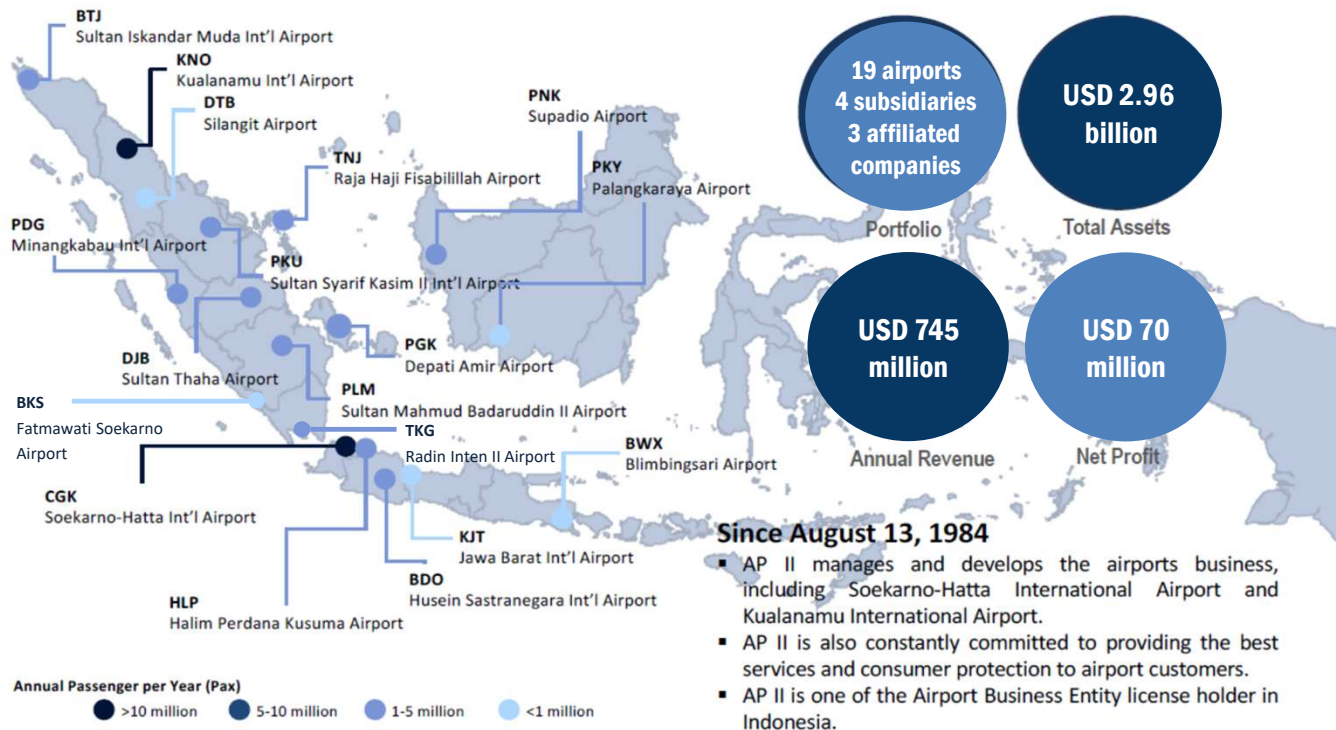 BTJ
Sultan Iskandar Muda Int'l Airport
KNO
Kualanamu Int'l Airport
DTB
Silangit Airport
PNK
Supadio Airport
TNJ
Raja Haji Fisabilillah Airport
PKY
Palangkaraya Airport
PDG
Minangkabau Int'l Airport
PKU
Sultan Syarif Kasim II Int'l Airport
PGK
Depati Amir Airport
DJB
Sultan Thaha Airport
PLM
Sultan Mahmud Badaruddin II Airport
BKS
Fatmawati Soekarno
Airport
TKG
Radin Inten II Airport
BWX
Blimbingsari Airport
CGK
Soekarno-Hatta Int'l Airport
KJT
Jawa Barat Int'l Airport
BDO
Husein Sastranegara Int'l Airport
HLP
Halim Perdana Kusuma Airport
Annual Passenger per Year (Pax)
>10 million
5-10 million
1-5 million
<1 million
19 airports
4 subsidiaries
3 affiliated
companies
Portfolio
USD 2.96
billion
Total Assets
USD 745
million
Annual Revenue
USD 70
million
Net Profit
Since August 13, 1984
▪ AP II manages and develops the airports business,
including Soekarno-Hatta International Airport and
Kualanamu International Airport.
▪ AP II is also constantly committed to providing the best
services and consumer protection to airport customers.
▪ AP II is one of the Airport Business Entity license holder in
Indonesia.